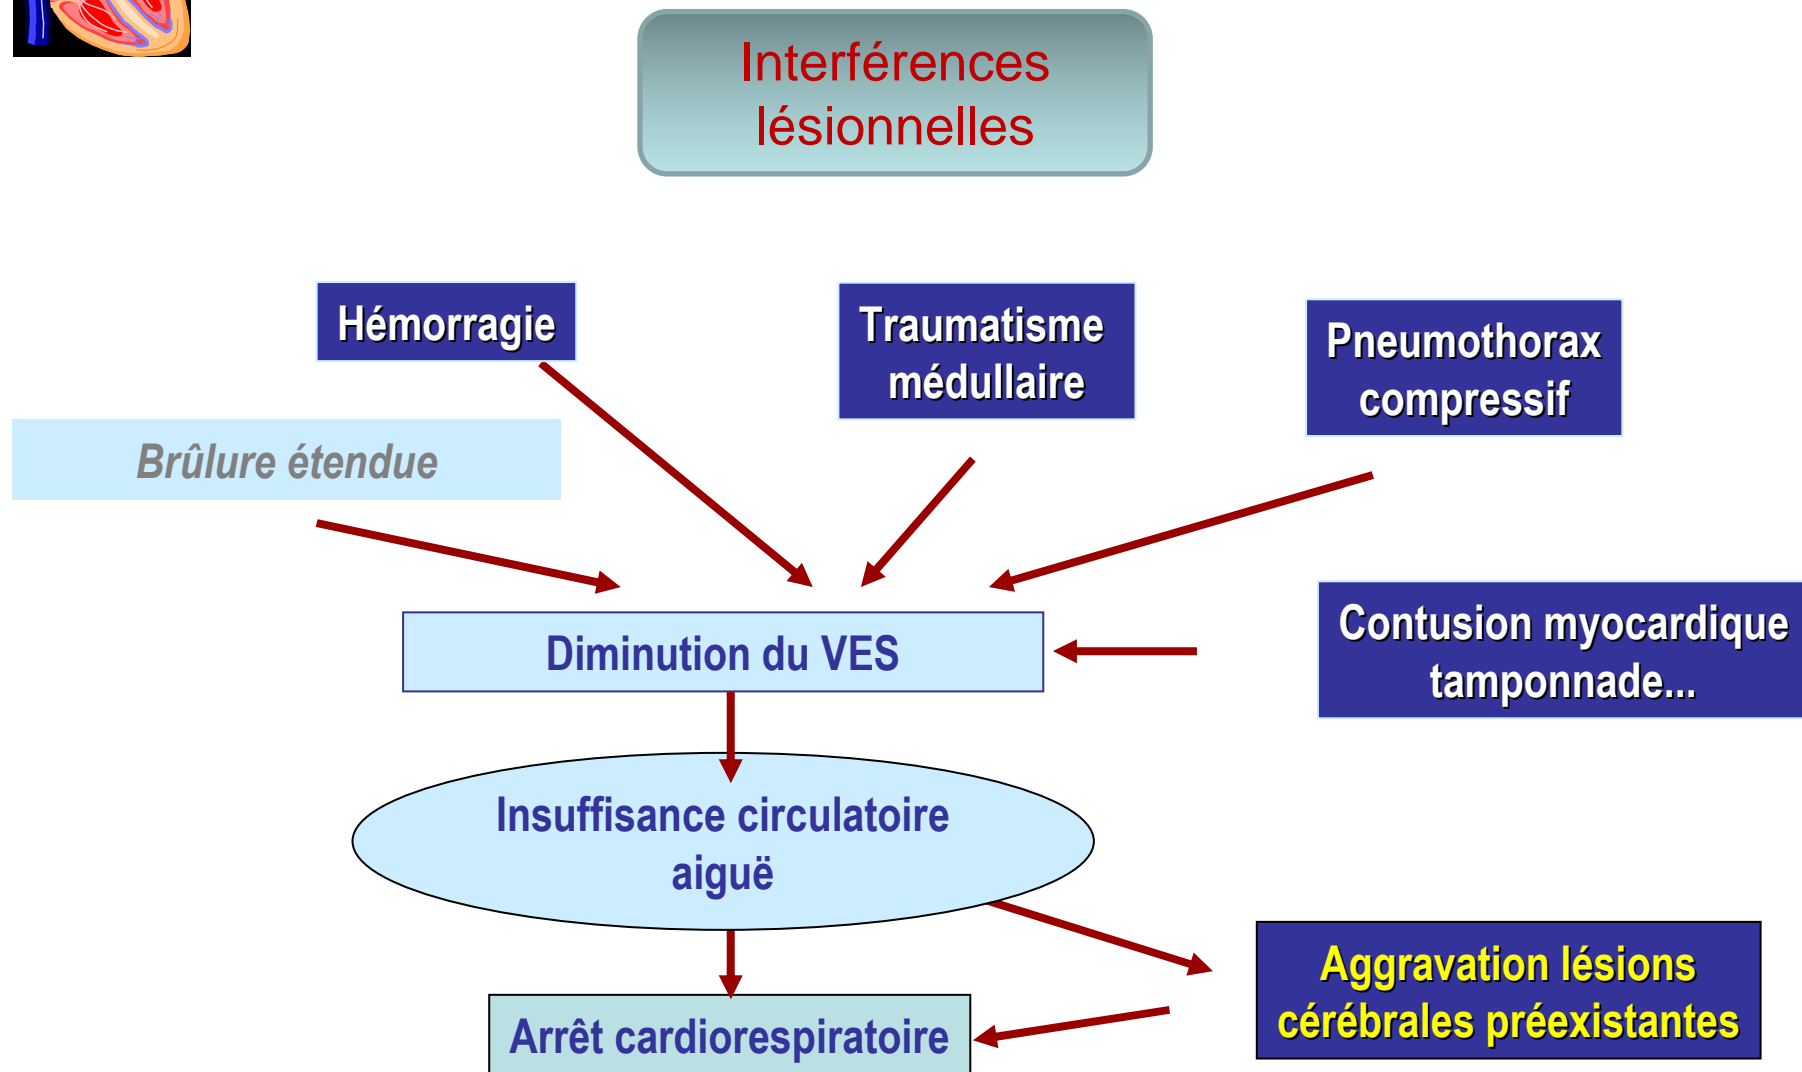 Interférences
lésionnelles
Hémorragie
Traumatisme
médullaire
Pneumothorax
compressif
Brûlure étendue
Diminution du VES
Contusion myocardique
tamponnade...
Insuffisance circulatoire
aiguë
Aggravation lésions
cérébrales préexistantes
Arrêt cardiorespiratoire